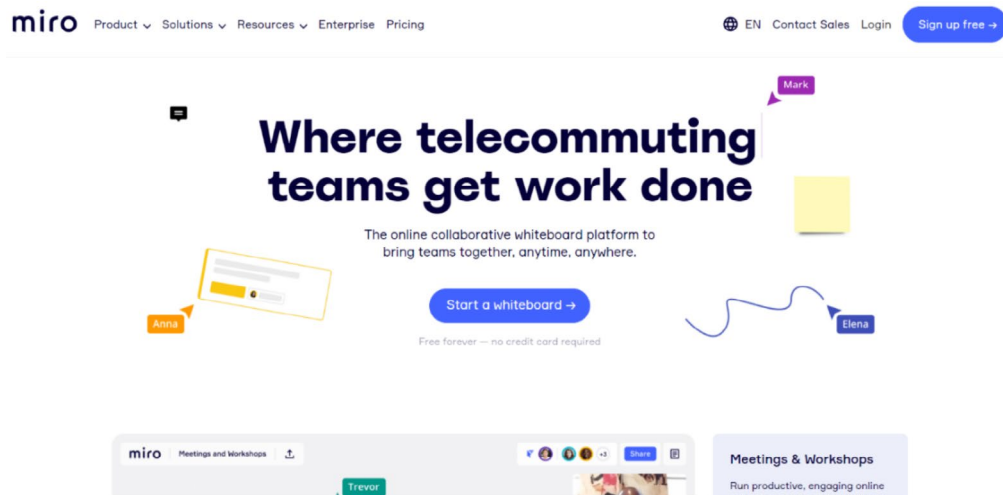 miro Product Solutions Resources Enterprise Pricing EN Contact Sales Login Sign up free →
Mark
Where telecommuting
teams get work done
The online collaborative whiteboard platform to
bring teams together, anytime, anywhere.
Start a whiteboard →
Anna
Elena
Free forever — no credit card required
miro Meetings and Workshops +3 Share
Meetings & Workshops
Trevor
Run productive, engaging online